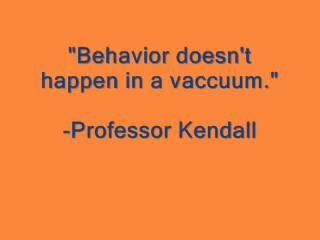 "Behavior doesn't
happen in a vaccuum."
-Professor Kendall